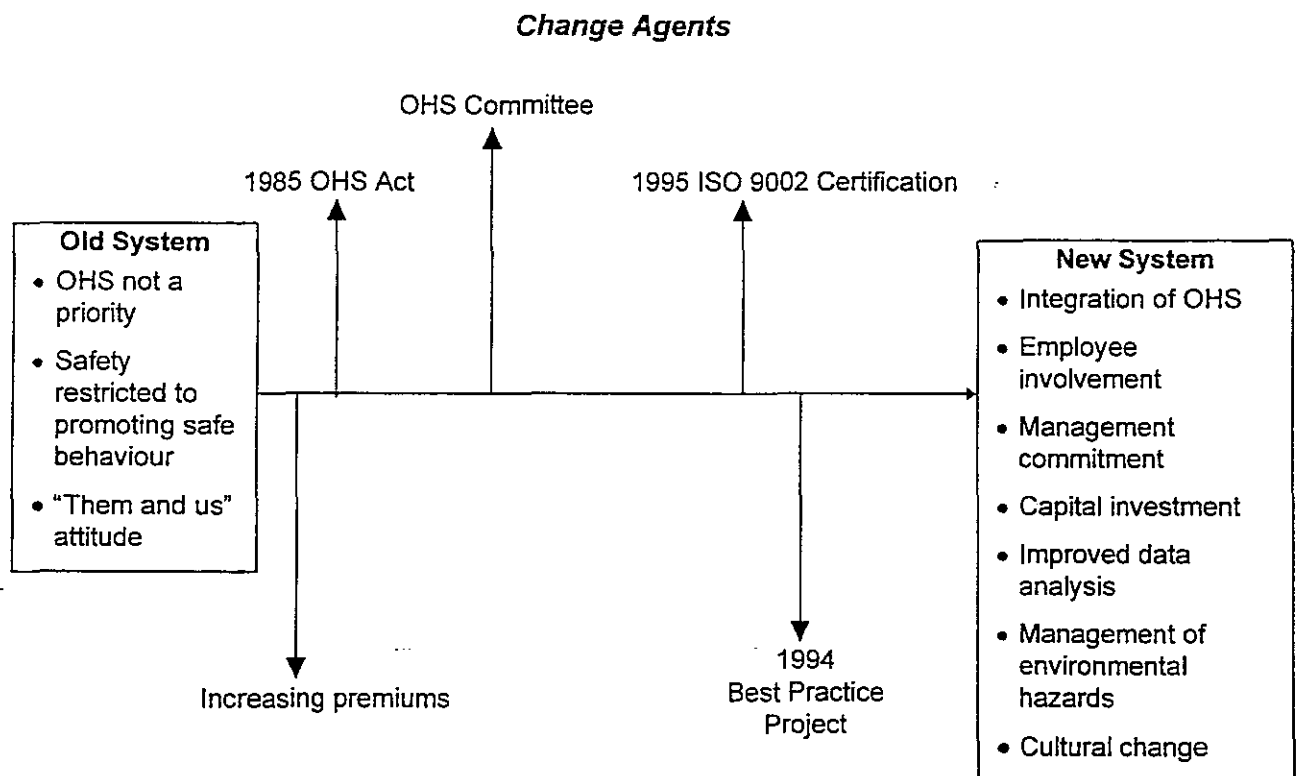 Change Agents
OHS Committee
1985 OHS Act
1995 ISO 9002 Certification
Old System
• OHS not a
priority
• Safety
restricted to
promoting safe
behaviour
• “Them and us”
attitude
Increasing premiums
1994
Best Practice
Project
New System
• Integration of OHS
• Employee
involvement
• Management
commitment
• Capital investment
• Improved data
analysis
• Management of
environmental
hazards
• Cultural change